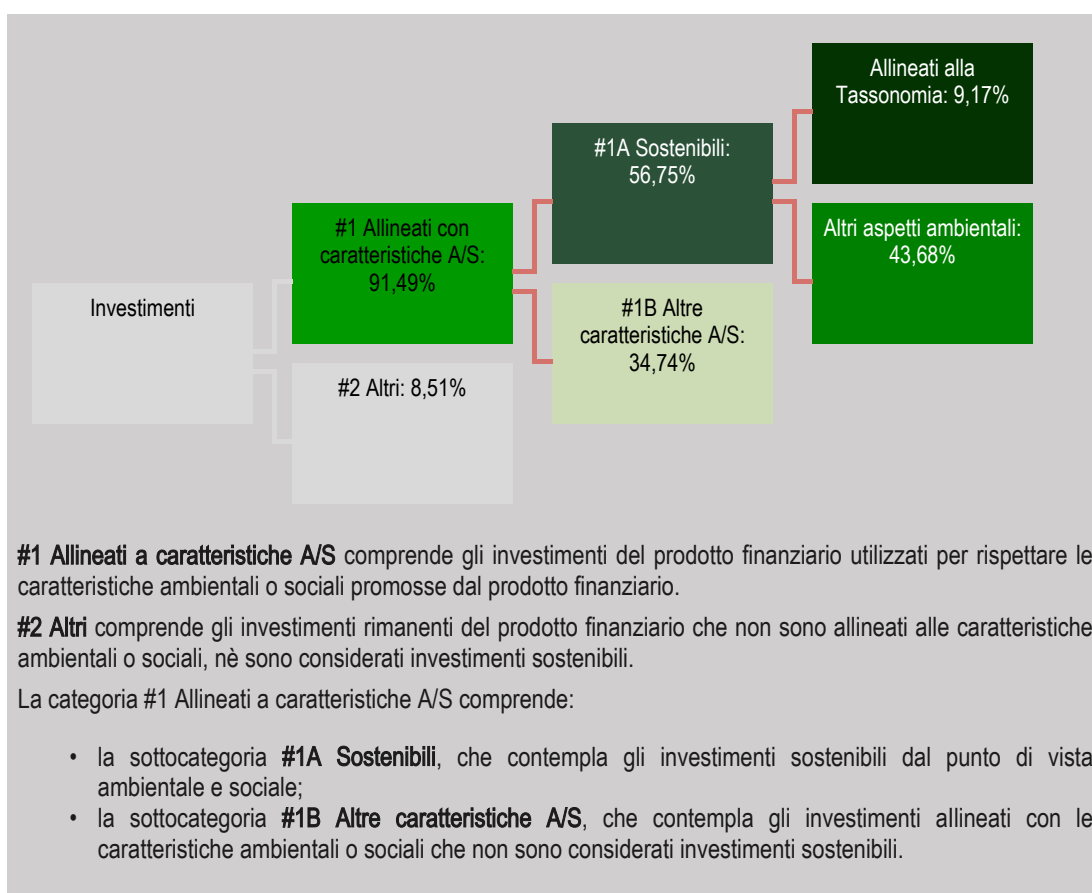 Allineati alla
Tassonomia: 9,17%
#1A Sostenibili:
56,75%
#1 Allineati con
caratteristiche A/S:
91,49%
Altri aspetti ambientali:
43,68%
Investimenti
#1B Altre
caratteristiche A/S:
34,74%
#2 Altri: 8,51%
#1 Allineati a caratteristiche A/S comprende gli investimenti del prodotto finanziario utilizzati per rispettare le
caratteristiche ambientali o sociali promosse dal prodotto finanziario.
#2 Altri comprende gli investimenti rimanenti del prodotto finanziario che non sono allineati alle caratteristiche
ambientali o sociali, nè sono considerati investimenti sostenibili.
La categoria #1 Allineati a caratteristiche A/S comprende:
• la sottocategoria #1A Sostenibili, che contempla gli investimenti sostenibili dal punto di vista
ambientale e sociale;
• la sottocategoria #1B Altre caratteristiche A/S, che contempla gli investimenti allineati con le
caratteristiche ambientali o sociali che non sono considerati investimenti sostenibili.